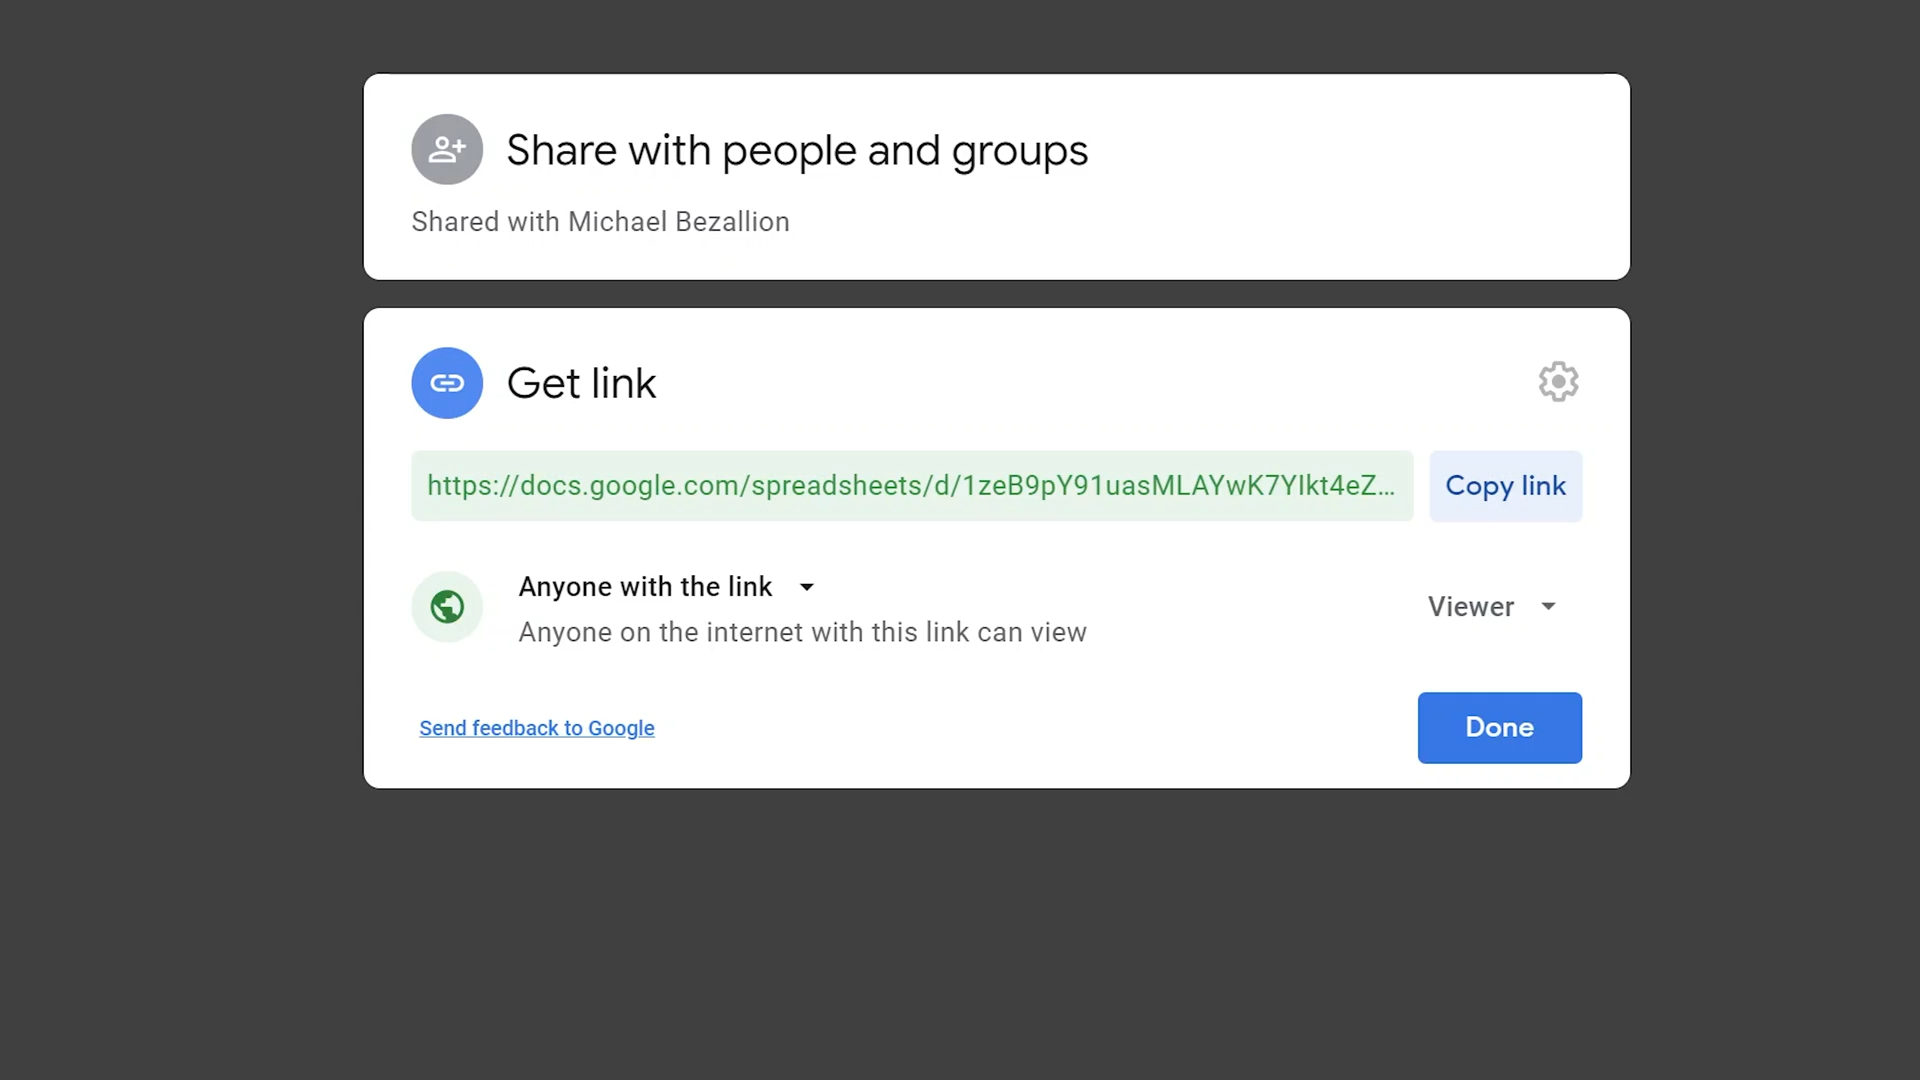 Share with people and groups
Shared with Michael Bezallion
Get link
https://docs.google.com/spreadsheets/d/1zeB9pY91uasMLAYwK7YIkt4eZ...
Copy link
Anyone with the link
Anyone on the internet with this link can view
Viewer
Send feedback to Google
Done